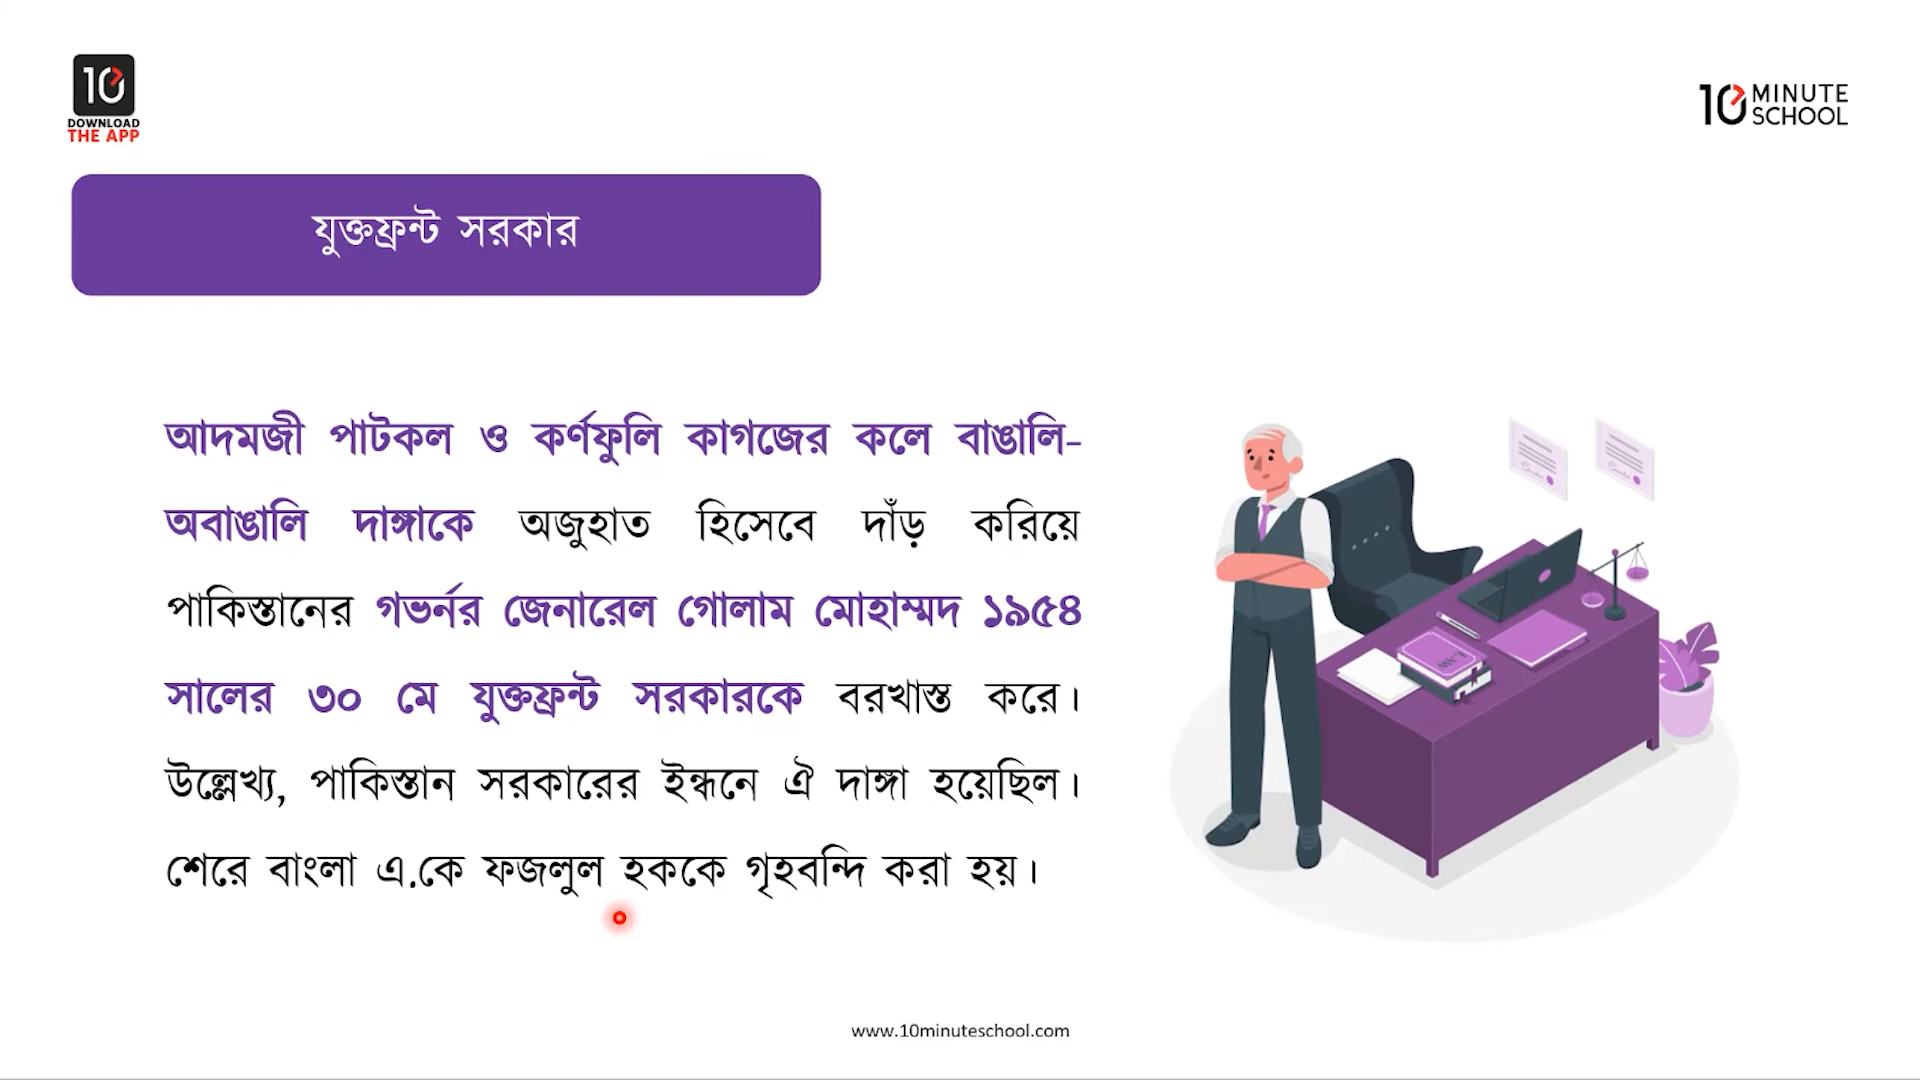 10
DOWNLOAD
THE APP
10 MINUTE
SCHOOL
যুক্তফ্রন্ট সরকার
আদমজী পাটকল ও কর্ণফুলি কাগজের কলে বাঙালি-
অবাঙালি দাঙ্গাকে অজুহাত হিসেবে দাঁড় করিয়ে
পাকিস্তানের গভর্নর জেনারেল গোলাম মোহাম্মদ ১৯৫৪
সালের ৩০ মে যুক্তফ্রন্ট সরকারকে বরখাস্ত করে।
উল্লেখ্য, পাকিস্তান সরকারের ইন্ধনে ঐ দাঙ্গা হয়েছিল।
শেরে বাংলা এ.কে ফজলুল হককে গৃহবন্দি করা হয়।
www.10minuteschool.com